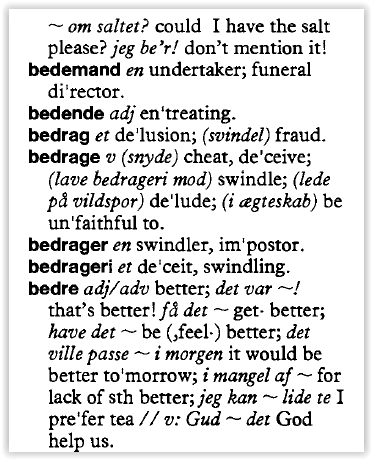 ~ om saltet? could I have the salt
please? jeg be'r! don't mention it!
bedemand en undertaker; funeral
di'rector.
bedende adj en'treating.
bedrag et de'lusion; (svindel) fraud.
bedrage v (snyde) cheat, de'ceive;
(lave bedrageri mod) swindle; (lede
på vildspor) de'lude; (i ægteskab) be
un'faithful to.
bedrager en swindler, im'postor.
bedrageri et de'ceit, swindling.
bedre adj/adv better; det var ~!
that's better! få det ~ get· better;
have det ~ be (,feel·) better; det
ville passe ~ i morgen it would be
better to'morrow; i mangel af ~ for
lack of sth better; jeg kan ~ lide te I
pre'fer tea // v: Gud ~ det God
help us.